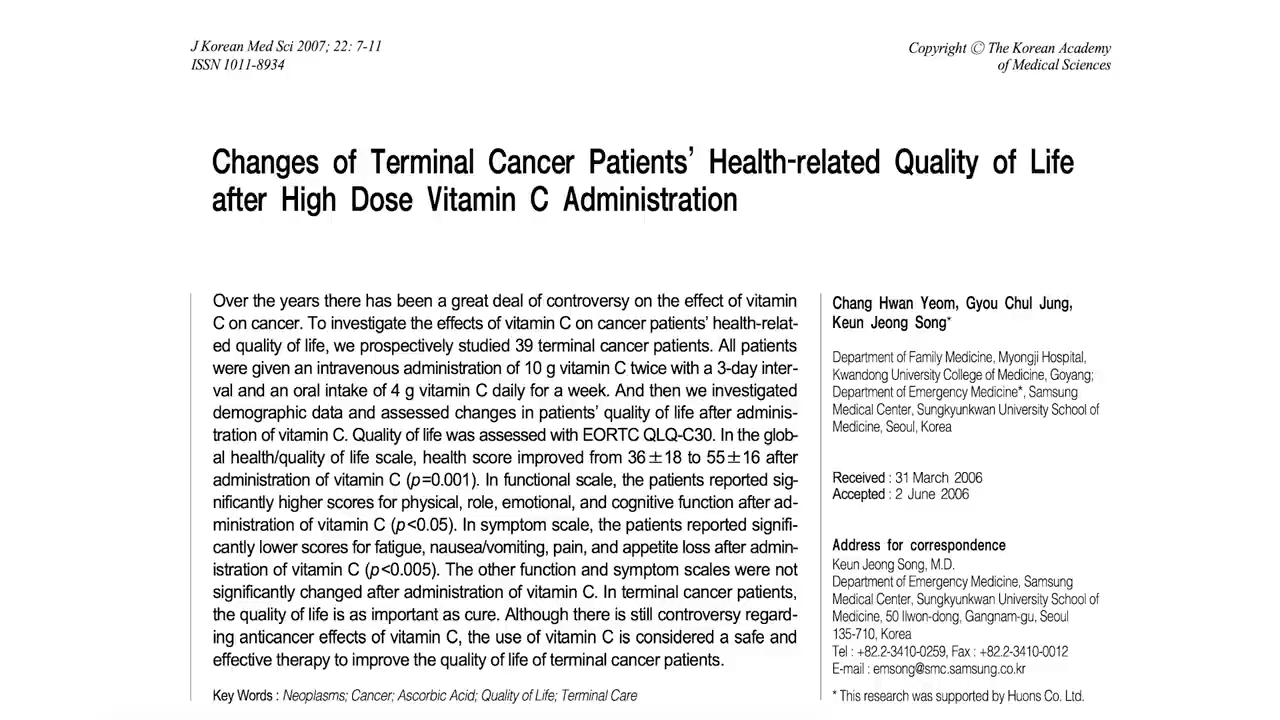 J Korean Med Sci 2007; 22: 7-11
ISSN 1011-8934
Copyright © The Korean Academy
of Medical Sciences
Changes of Terminal Cancer Patients' Health-related Quality of Life
after High Dose Vitamin C Administration
Over the years there has been a great deal of controversy on the effect of vitamin
C on cancer. To investigate the effects of vitamin C on cancer patients' health-relat-
ed quality of life, we prospectively studied 39 terminal cancer patients. All patients
were given an intravenous administration of 10 g vitamin C twice with a 3-day inter-
val and an oral intake of 4 g vitamin C daily for a week. And then we investigated
demographic data and assessed changes in patients' quality of life after adminis-
tration of vitamin C. Quality of life was assessed with EORTC QLQ-C30. In the glob-
al health/quality of life scale, health score improved from 36±18 to 55±16 after
administration of vitamin C (p=0.001). In functional scale, the patients reported sig-
nificantly higher scores for physical, role, emotional, and cognitive function after ad-
ministration of vitamin C (p<0.05). In symptom scale, the patients reported signifi-
cantly lower scores for fatigue, nausea/vomiting, pain, and appetite loss after admin-
istration of vitamin C (p<0.005). The other function and symptom scales were not
significantly changed after administration of vitamin C. In terminal cancer patients,
the quality of life is as important as cure. Although there is still controversy regard-
ing anticancer effects of vitamin C, the use of vitamin C is considered a safe and
effective therapy to improve the quality of life of terminal cancer patients.
Key Words : Neoplasms; Cancer; Ascorbic Acid; Quality of Life; Terminal Care
Chang Hwan Yeom, Gyou Chul Jung,
Keun Jeong Song*
Department of Family Medicine, Myongji Hospital,
Kwandong University College of Medicine, Goyang;
Department of Emergency Medicine*, Samsung
Medical Center, Sungkyunkwan University School of
Medicine, Seoul, Korea
Received : 31 March 2006
Accepted : 2 June 2006
Address for correspondence
Keun Jeong Song, M.D.
Department of Emergency Medicine, Samsung
Medical Center, Sungkyunkwan University School of
Medicine, 50 Ilwon-dong, Gangnam-gu, Seoul
135-710, Korea
Tel : +82.2-3410-0259, Fax : +82.2-3410-0012
E-mail : emsong@smc.samsung.co.kr
* This research was supported by Huons Co. Ltd.